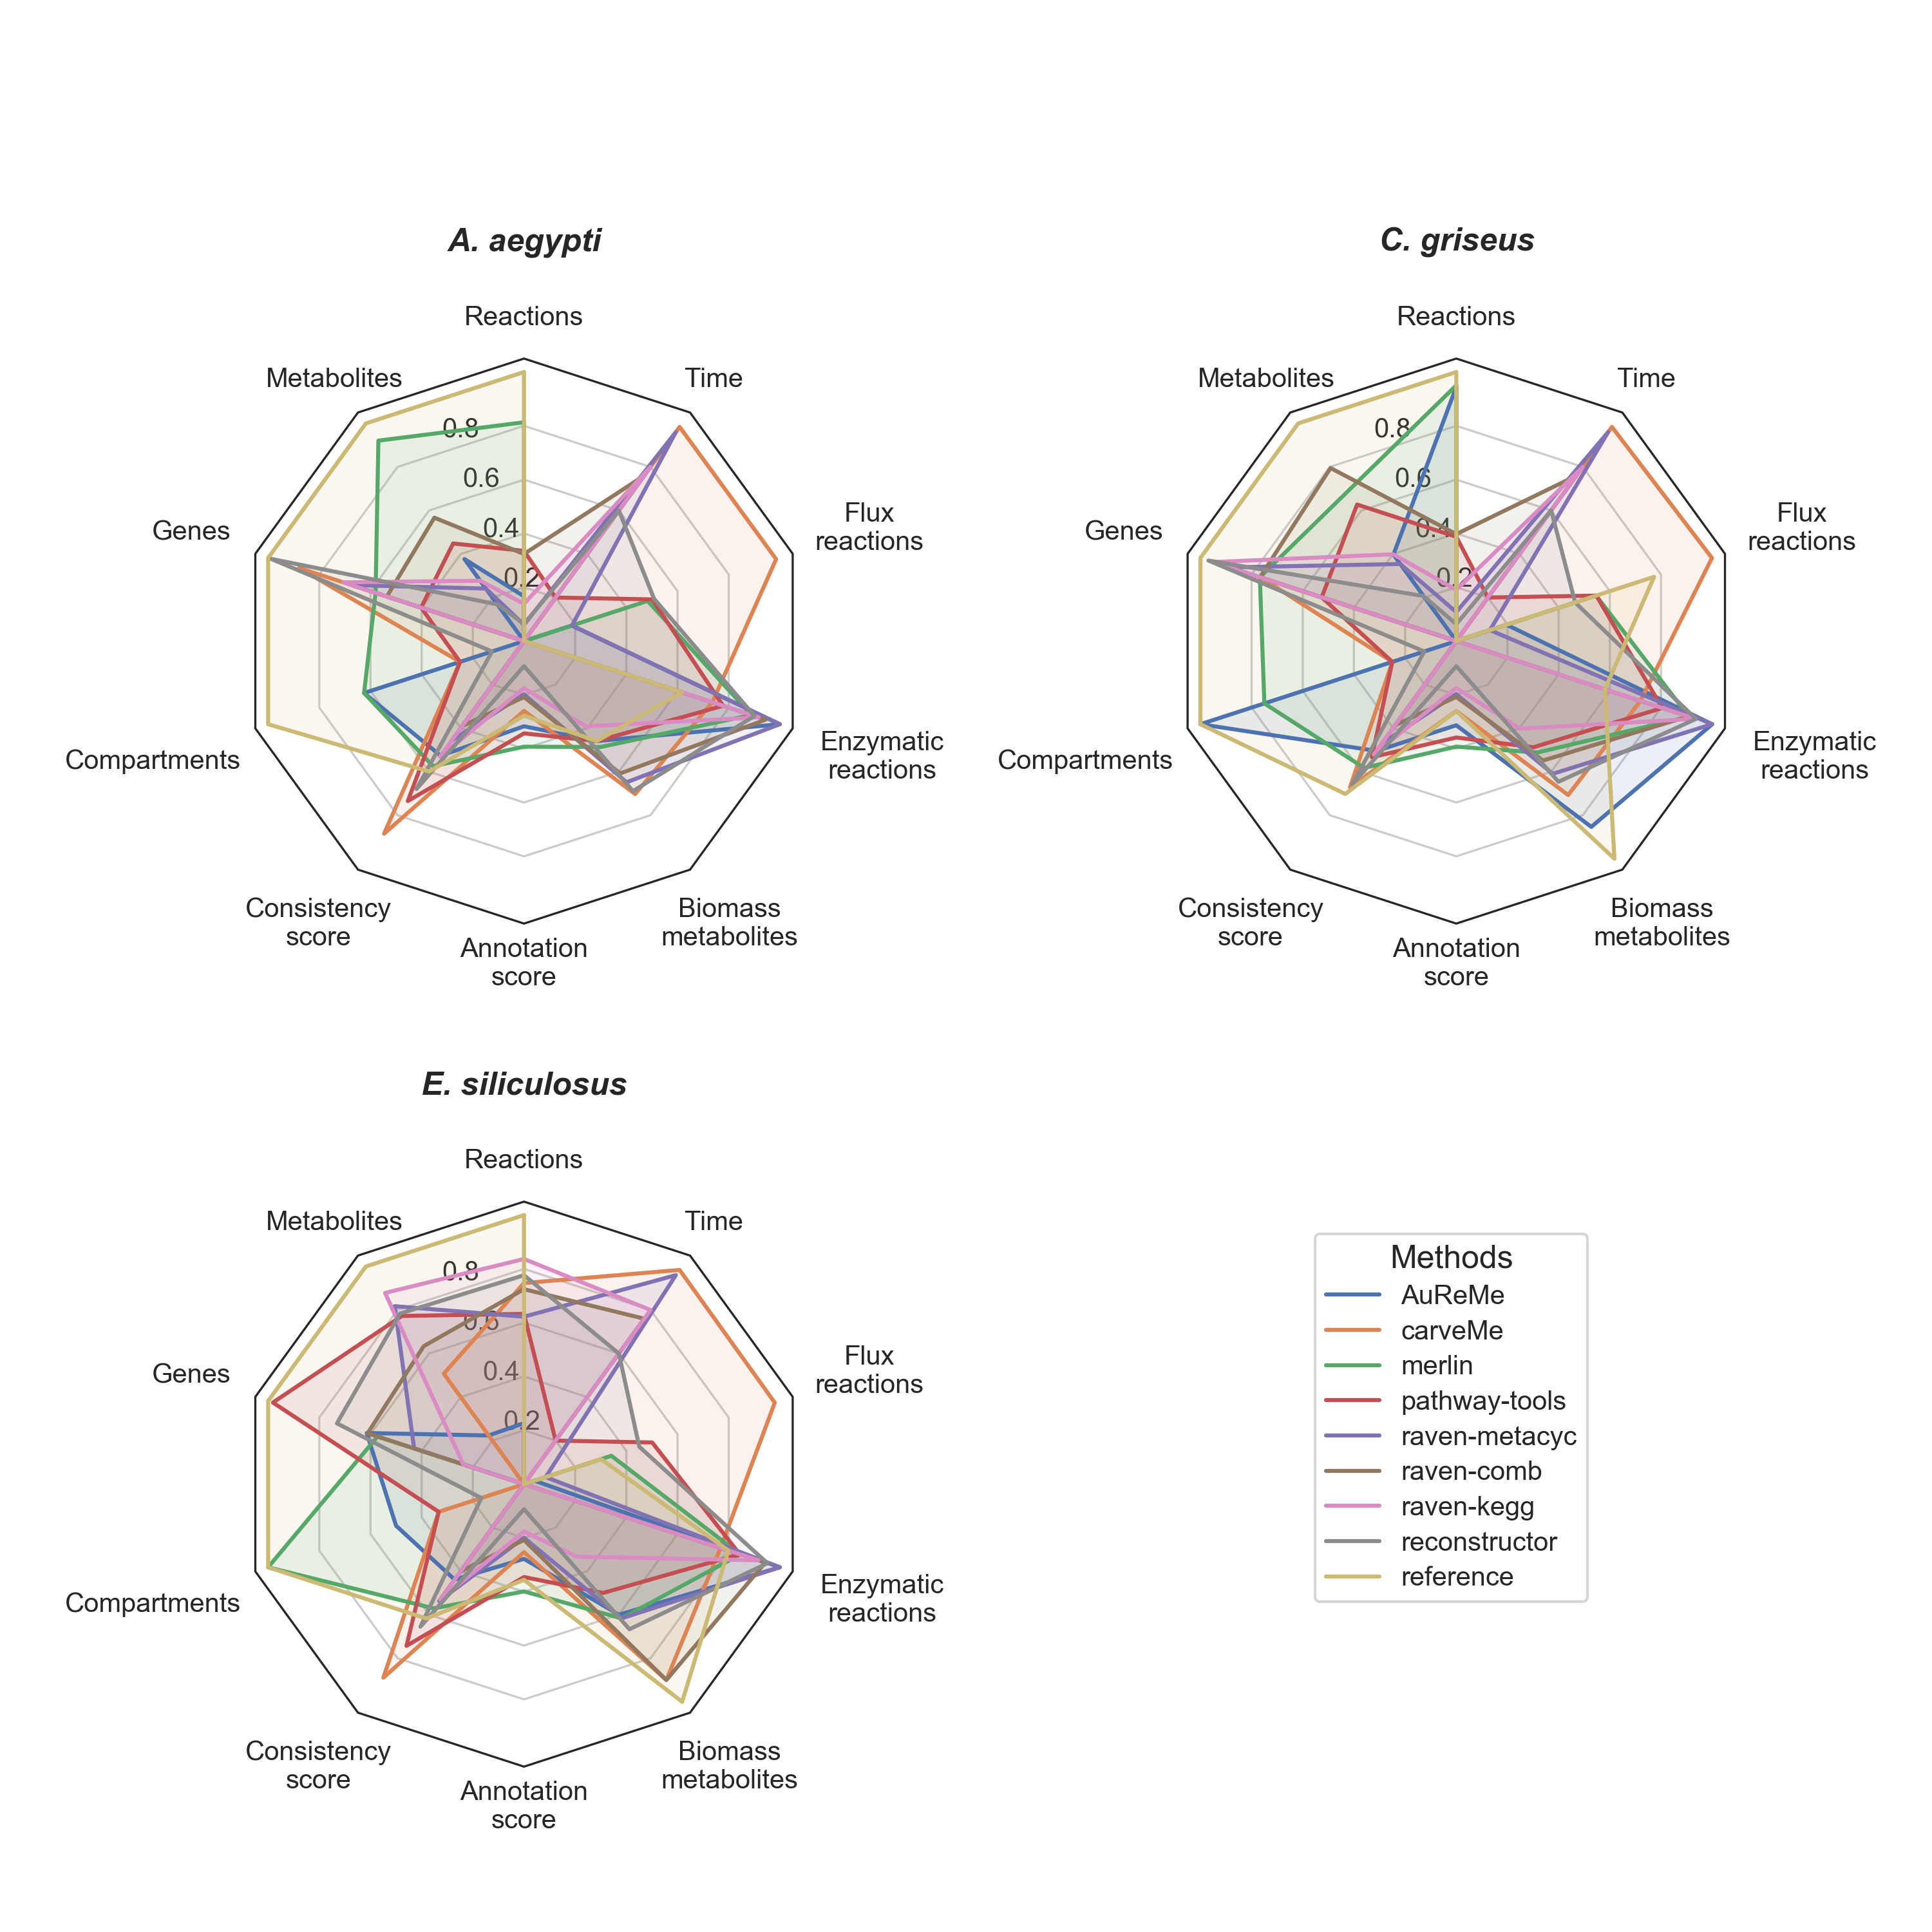 A. aegypti
Reactions
Metabolites
Time
0.8
Flux
reactions
0.6
Genes
0.4
0.2
Enzymatic
reactions
Compartments
Consistency
score
Biomass
metabolites
Annotation
score
C. griseus
Reactions
Metabolites
Time
0.8
Flux
reactions
0.6
Genes
0.4
0.2
Enzymatic
reactions
Compartments
Consistency
score
Biomass
metabolites
Annotation
score
E. siliculosus
Reactions
Metabolites
Time
0.8
0.6
Flux
reactions
Genes
0.4
0.2
Enzymatic
reactions
Compartments
Consistency
score
Biomass
metabolites
Annotation
score
Methods
AuReMe
carveMe
merlin
pathway-tools
raven-metacyc
raven-comb
raven-kegg
reconstructor
reference